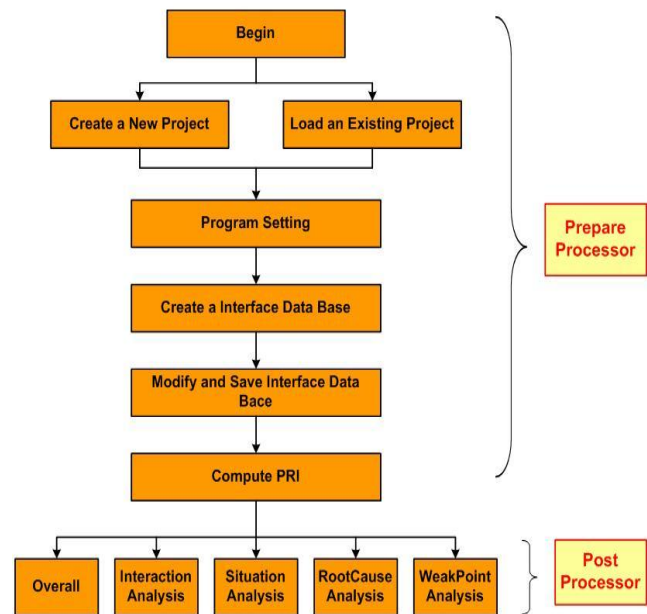 Begin
Create a New Project
Load an Existing Project
Program Setting
Create a Interface Data Base
Modify and Save Interface Data
Bace
Compute PRI
Prepare
Processor
Overall
Interaction
Analysis
Situation
Analysis
RootCause
Analysis
WeakPoint
Analysis
Post
Processor